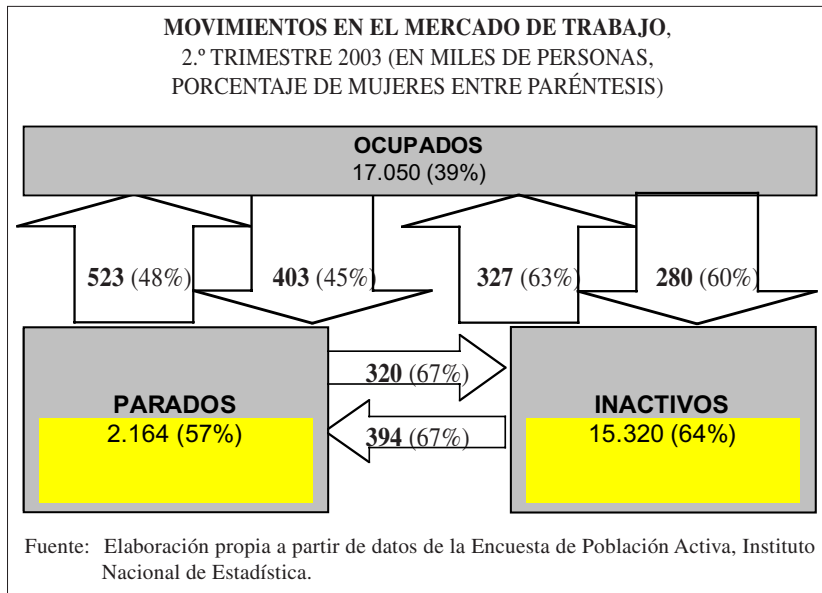 MOVIMIENTOS EN EL MERCADO DE TRABAJO,
2.º TRIMESTRE 2003 (EN MILES DE PERSONAS,
PORCENTAJE DE MUJERES ENTRE PARÉNTESIS)
OCUPADOS
17.050 (39%)
523 (48%)
403 (45%)
327 (63%)
280 (60%)
320 (67%)
PARADOS
2.164 (57%)
394 (67%)
INACTIVOS
15.320 (64%)
Fuente: Elaboración propia a partir de datos de la Encuesta de Población Activa, Instituto
Nacional de Estadística.